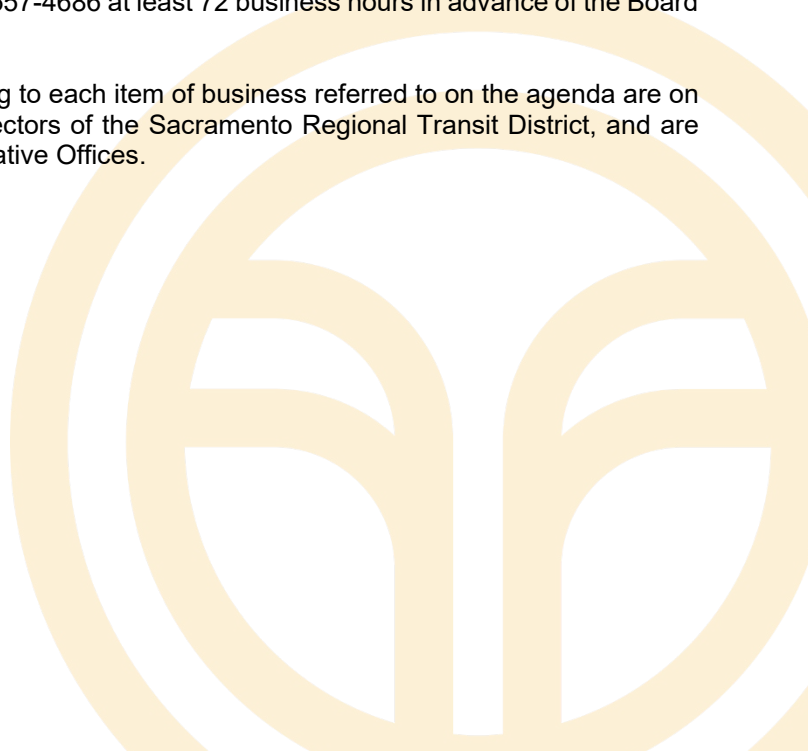 57-4686 at least 72 business hours in advance of the Board
g to each item of business referred to on the agenda are on
ectors of the Sacramento Regional Transit District, and are
ative Offices.